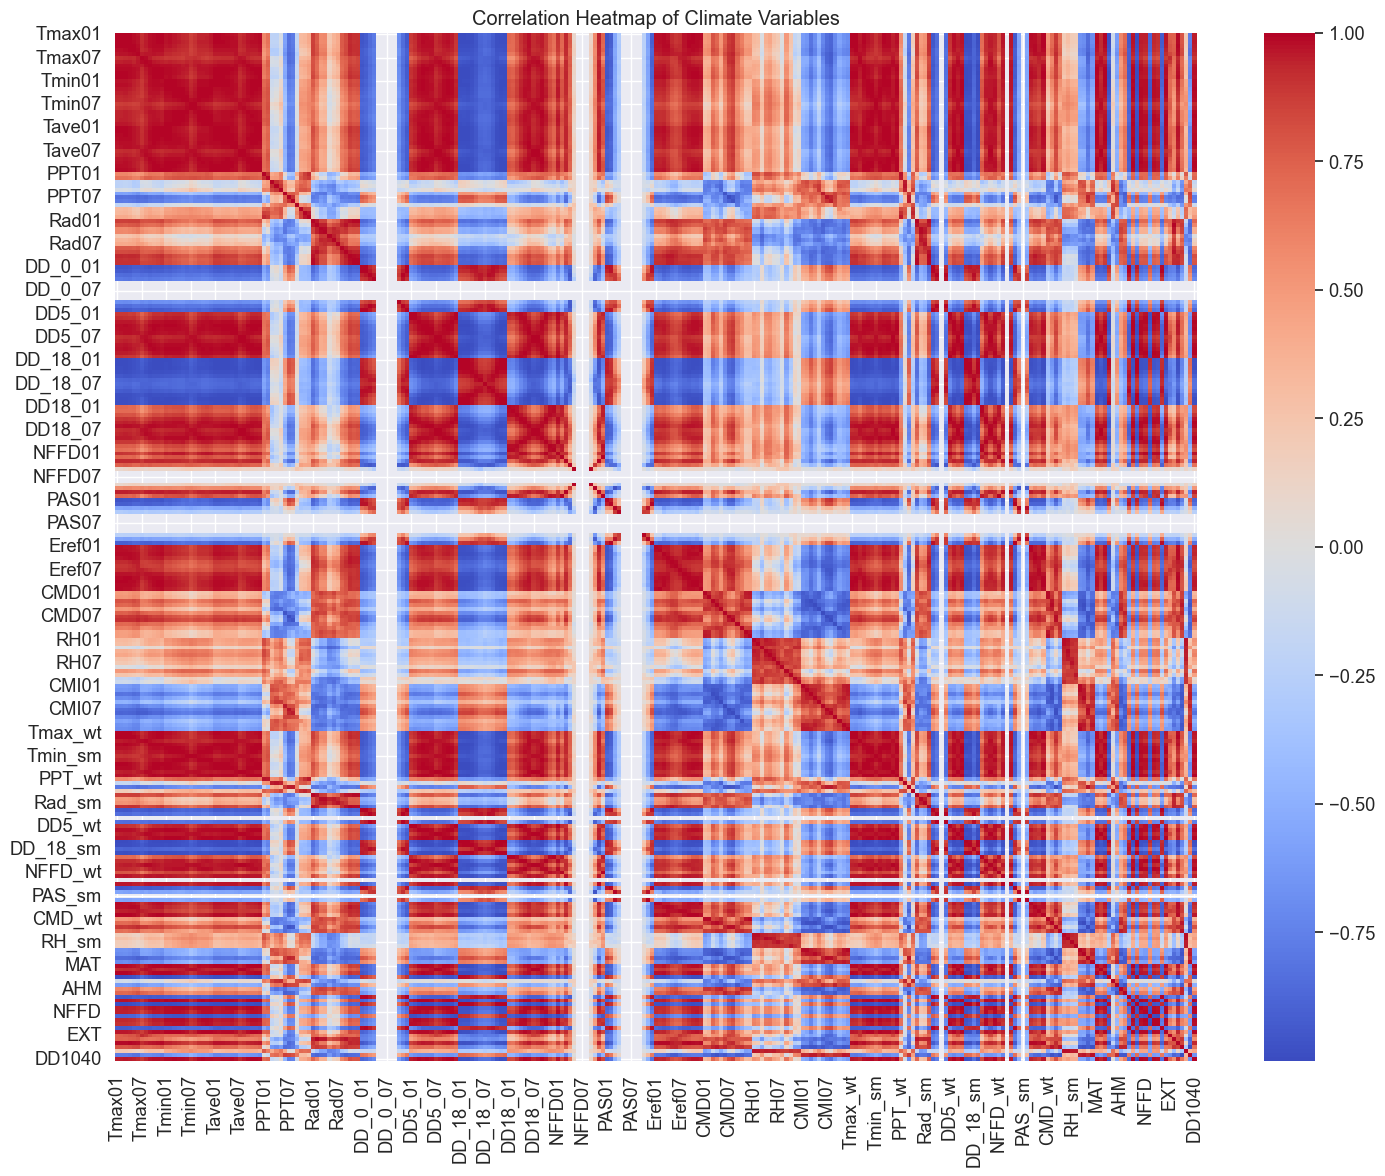 Correlation Heatmap of Climate Variables
Tmax01
Tmax07
Tmin01
Tmin07
Tave01
Tave07
PPT01
PPT07
Rad01
Rad07
DD_0_01
DD_0_07
DD5_01
DD5_07
DD_18_01
DD_18_07
DD18_01
DD18_07
NFFD01
NFFD07
PAS01
PAS07
Eref01
Eref07
CMD01
CMD07
RH01
RH07
CMI01
CMI07
Tmax_wt
Tmin_sm
PPT_wt
Rad_sm
DD5_wt
DD_18_sm
NFFD_wt
PAS_sm
CMD_wt
RH_sm
MAT
AHM
NFFD
EXT
DD1040
Tmax01
Tmax07
Tmin01
Tmin07
Tave01
Tave07
PPT01
PPT07
Rad01
Rad07
DD_0_01
DD_0_07
DD5_01
DD5_07
DD_18_01
DD_18_07
DD18_01
DD18_07
NFFD01
NFFD07
PAS01
PAS07
Eref01
Eref07
CMD01
CMD07
RH01
RH07
CMI01
CMI07
Tmax_wt
Tmin_sm
PPT_wt
Rad_sm
DD5_wt
DD_18_sm
NFFD_wt
PAS_sm
CMD_wt
RH_sm
MAT
AHM
NFFD
EXT
DD1040
1.00
0.75
0.50
0.25
0.00
−0.25
−0.50
−0.75